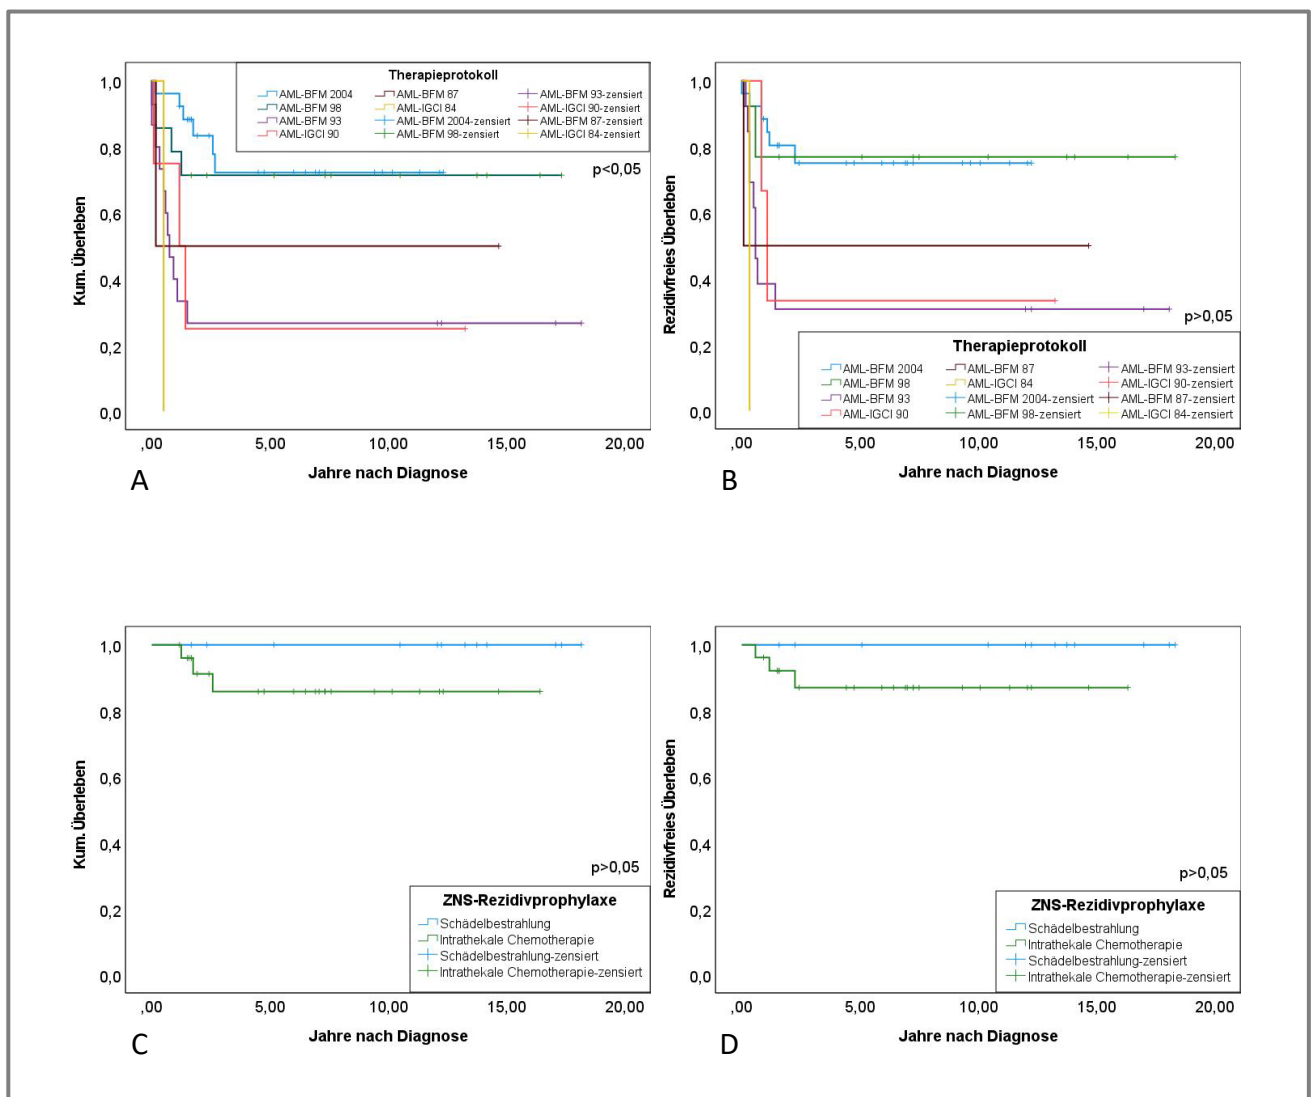 Therapieprotokoll
AML-BFM 2004
AML-BFM 98
AML-BFM 93
AML-IGCI 90
AML-BFM 87
AML-IGCI 84
AML-BFM 2004-zensiert
AML-BFM 98-zensiert
AML-BFM 93-zensiert
AML-IGCI 90-zensiert
AML-BFM 87-zensiert
AML-IGCI 84-zensiert
p<0,05
Kum. Überleben
1,0
0,8
0,6
0,4
0,2
0,0
,00 5,00 10,00 15,00 20,00
Jahre nach Diagnose
A
Rezidivfreies Überleben
1,0
0,8
0,6
0,4
0,2
0,0
p>0,05
Therapieprotokoll
AML-BFM 2004
AML-BFM 98
AML-BFM 93
AML-IGCI 90
AML-BFM 87
AML-IGCI 84
AML-BFM 2004-zensiert
AML-BFM 98-zensiert
AML-BFM 93-zensiert
AML-IGCI 90-zensiert
AML-BFM 87-zensiert
AML-IGCI 84-zensiert
,00 5,00 10,00 15,00 20,00
Jahre nach Diagnose
B
Kum. Überleben
1,0
0,8
0,6
0,4
0,2
0,0
p>0,05
ZNS-Rezidivprophylaxe
Schädelbestrahlung
Intrathekale Chemotherapie
Schädelbestrahlung-zensiert
Intrathekale Chemotherapie-zensiert
,00 5,00 10,00 15,00 20,00
Jahre nach Diagnose
C
Rezidivfreies Überleben
1,0
0,8
0,6
0,4
0,2
0,0
p>0,05
ZNS-Rezidivprophylaxe
Schädelbestrahlung
Intrathekale Chemotherapie
Schädelbestrahlung-zensiert
Intrathekale Chemotherapie-zensiert
,00 5,00 10,00 15,00 20,00
Jahre nach Diagnose
D